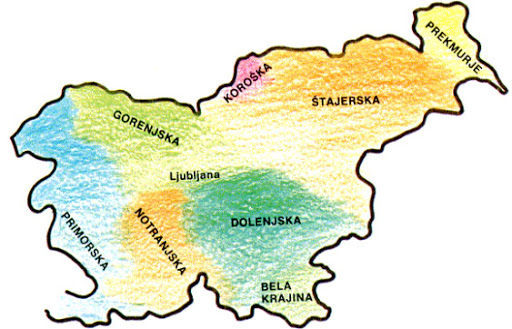 PREKMURJE
KOROŠKA
ŠTAJERSKA
GORENJSKA
Ljubljana
PRIMORSKA
NOTRANJSKA
DOLENJSKA
BELA
KRAJINA